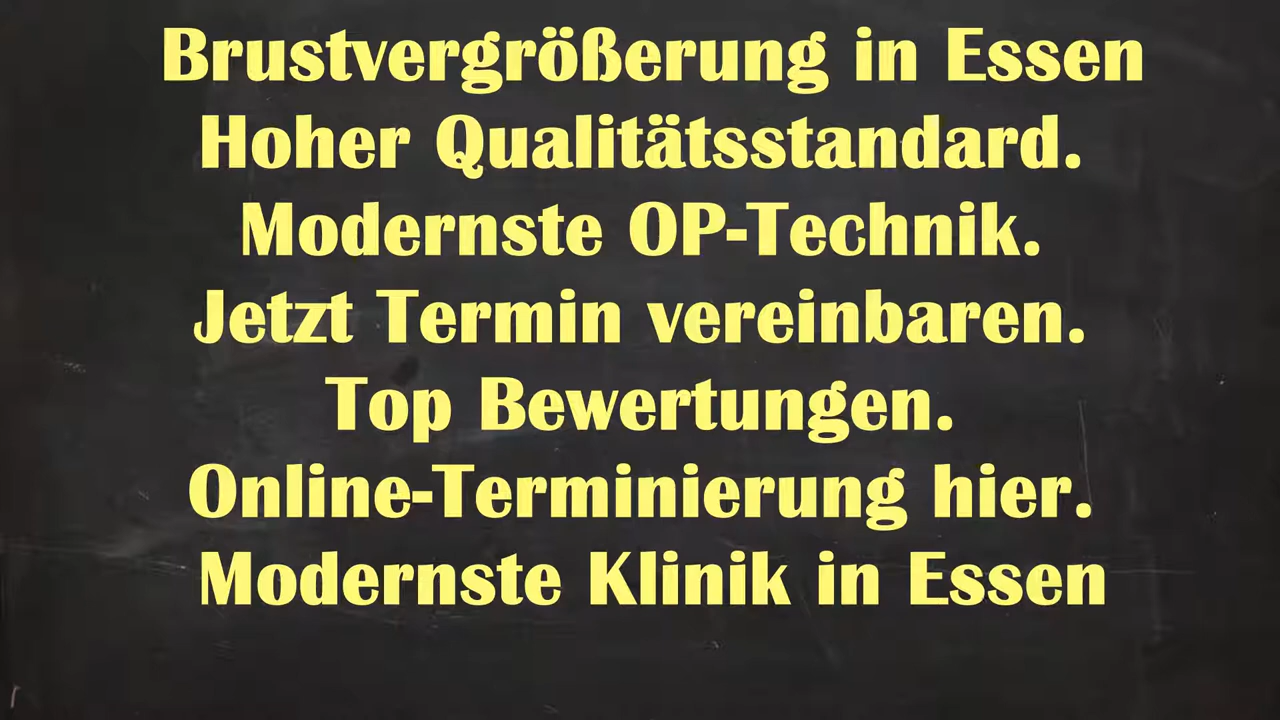 Brustvergrößerung in Essen
Hoher Qualitätsstandard.
Modernste OP-Technik.
Jetzt Termin vereinbaren.
Top Bewertungen.
Online-Terminierung hier.
Modernste Klinik in Essen